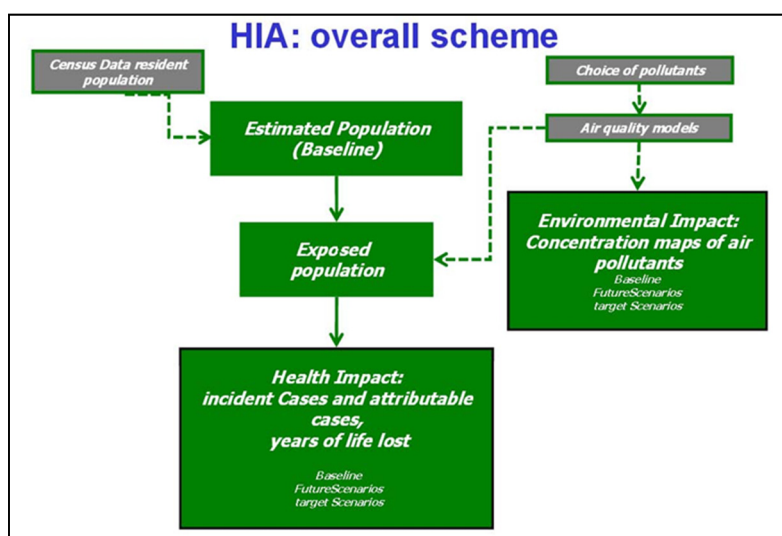 HIA: overall scheme
Census Data resident
population
Choice of pollutants
Estimated Population
(Baseline)
Air quality models
Exposed
population
Environmental Impact:
Concentration maps of air
pollutants
Baseline
FutureScenarios
target Scenarios
Health Impact:
incident Cases and attributable
cases,
years of life lost
Baseline
FutureScenarios
target Scenarios